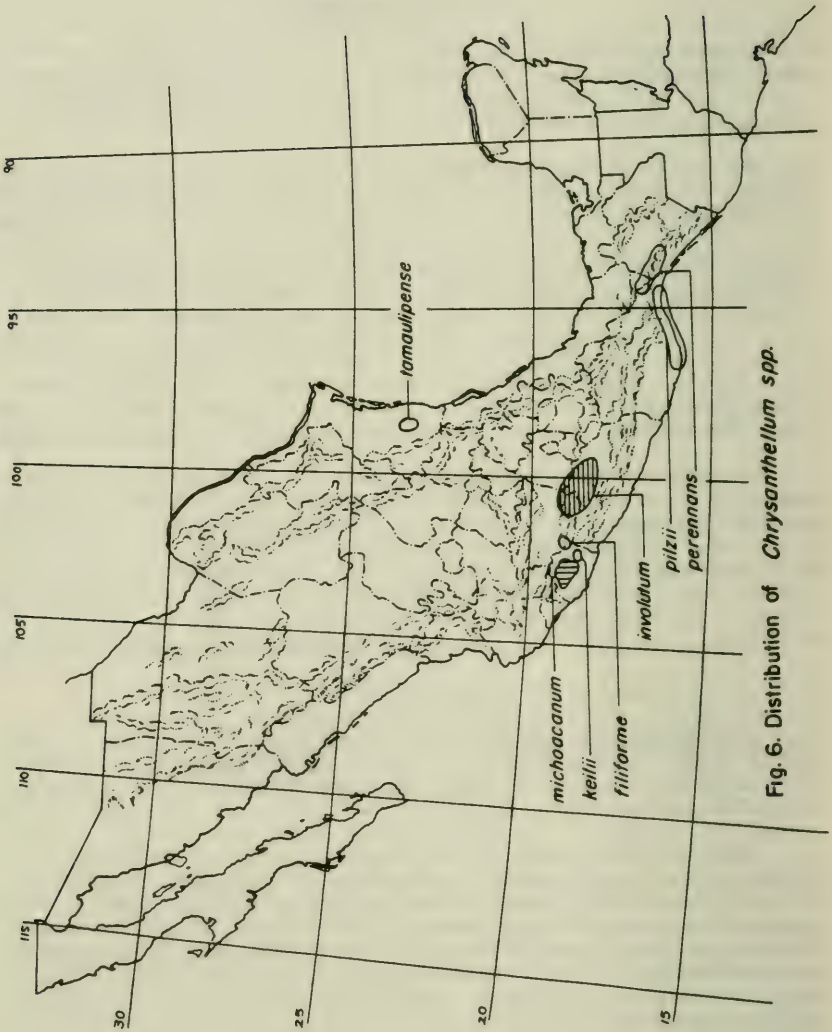 90
95
100
105
110
115
30
25
20
15
tamaulipense
michoacanum
keilii
filiforme
involutum
pilzii
perennans
Fig. 6. Distribution of Chrysanthellum spp.